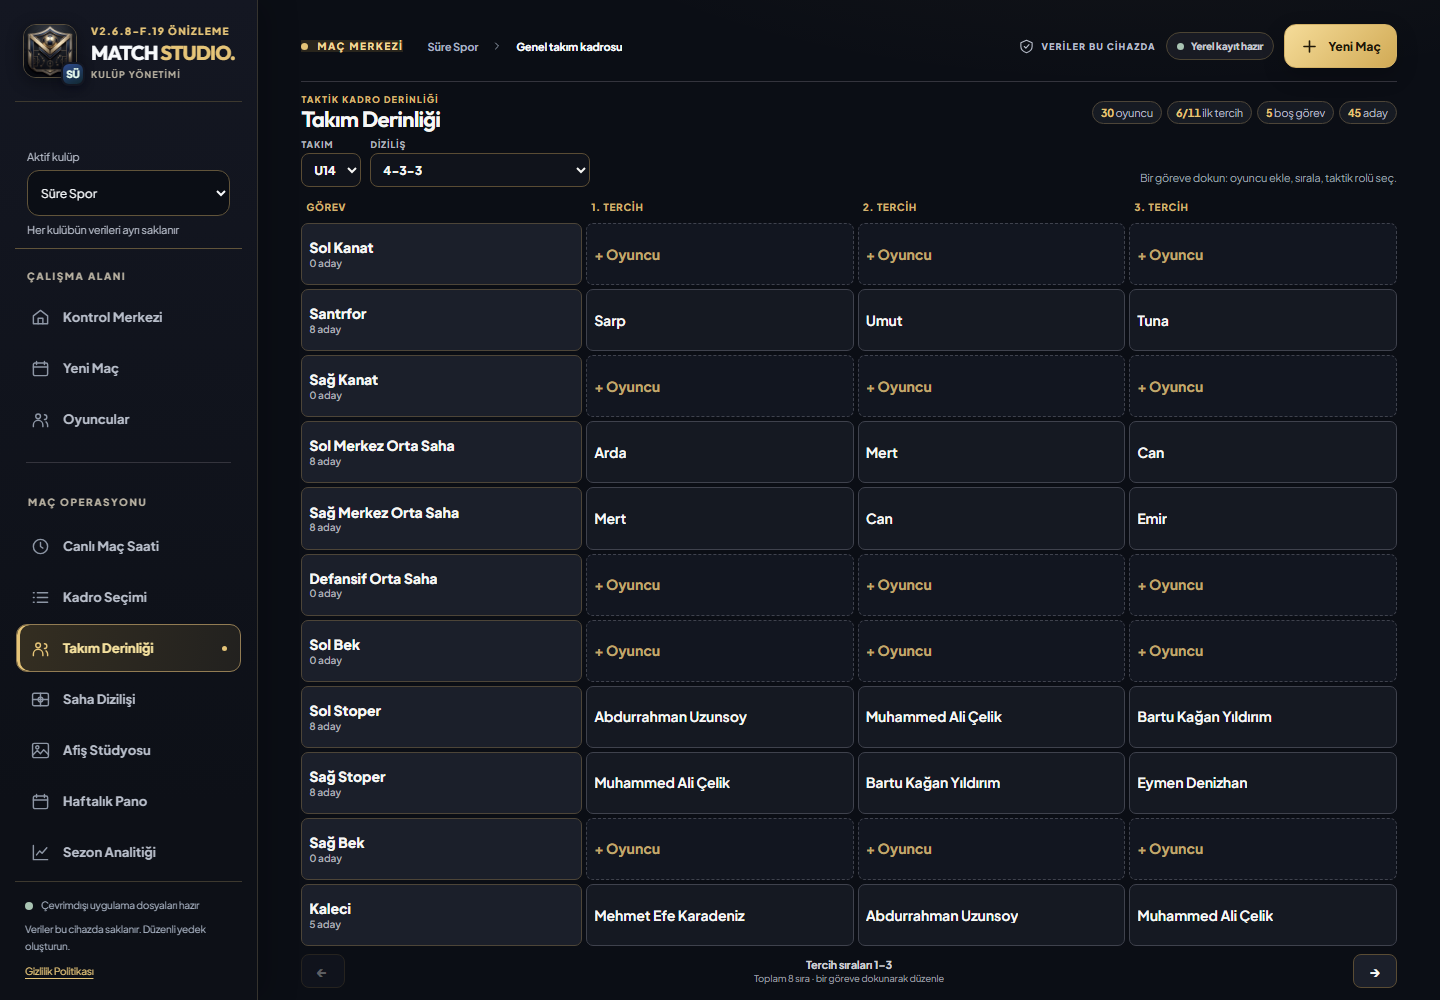 V2.6.8-F.19 ÖNİZLEME
MATCH STUDIO.
SÜ
KULÜP YÖNETİMİ
Aktif kulüp
Süre Spor
Her kulübün verileri ayrı saklanır
ÇALIŞMA ALANI
Kontrol Merkezi
Yeni Maç
Oyuncular
MAÇ OPERASYONU
Canlı Maç Saati
Kadro Seçimi
Takım Derinliği
Saha Dizilişi
Afiş Stüdyosu
Haftalık Pano
Sezon Analitiği
Çevrimdışı uygulama dosyaları hazır
Veriler bu cihazda saklanır. Düzenli yedek
oluşturun.
Gizlilik Politikası
MAÇ MERKEZİ Süre Spor > Genel takım kadrosu
VERİLER BU CİHAZDA Yerel kayıt hazır + Yeni Maç
TAKTİK KADRO DERİNLİĞİ
Takım Derinliği
30 oyuncu 6/11 ilk tercih 5 boş görev 45 aday
TAKIM DİZİLİŞ
U14 4-3-3
Bir göreve dokun: oyuncu ekle, sırala, taktik rolü seç.
GÖREV 1. TERCİH 2. TERCİH 3. TERCİH
Sol Kanat
0 aday
+ Oyuncu + Oyuncu + Oyuncu
Santrfor
8 aday
Sarp Umut Tuna
Sağ Kanat
0 aday
+ Oyuncu + Oyuncu + Oyuncu
Sol Merkez Orta Saha
8 aday
Arda Mert Can
Sağ Merkez Orta Saha
8 aday
Mert Can Emir
Defansif Orta Saha
0 aday
+ Oyuncu + Oyuncu + Oyuncu
Sol Bek
0 aday
+ Oyuncu + Oyuncu + Oyuncu
Sol Stoper
8 aday
Abdurrahman Uzunsoy Muhammed Ali Çelik Bartu Kağan Yıldırım
Sağ Stoper
8 aday
Muhammed Ali Çelik Bartu Kağan Yıldırım Eymen Denizhan
Sağ Bek
0 aday
+ Oyuncu + Oyuncu + Oyuncu
Kaleci
5 aday
Mehmet Efe Karadeniz Abdurrahman Uzunsoy Muhammed Ali Çelik
← Tercih sıraları 1–3 →
Toplam 8 sıra · bir göreve dokunarak düzenle